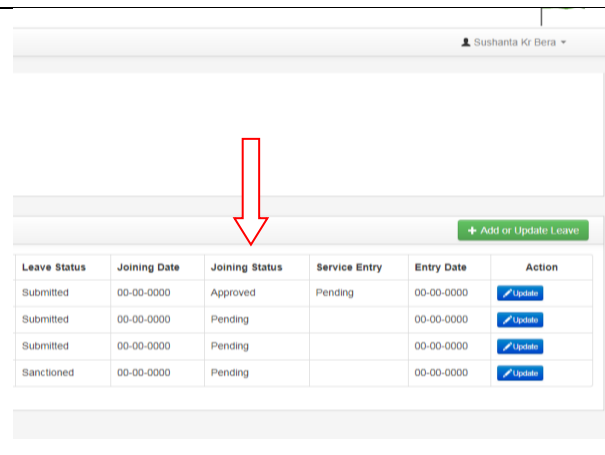 Sushanta Kr Bera
Add or Update Leave
Leave Status Joining Date Joining Status Service Entry Entry Date Action
Submitted 00-00-0000 Approved Pending 00-00-0000 Update
Submitted 00-00-0000 Pending 00-00-0000 Update
Submitted 00-00-0000 Pending 00-00-0000 Update
Sanctioned 00-00-0000 Pending 00-00-0000 Update